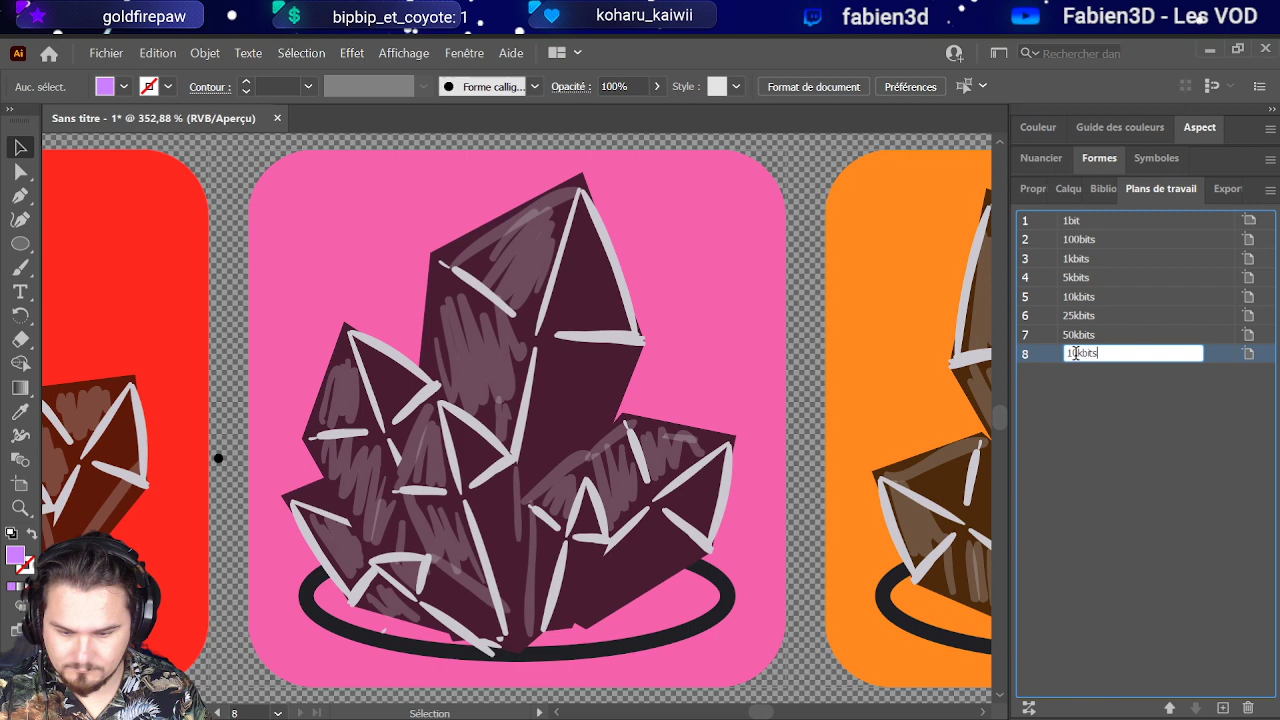 goldfirepaw
bipbip_et_coyote: 1
koharu_kaiwii
fabien3d
Fabien3D - Les VOD
Ai
Fichier Edition Objet Texte Sélection Effet Affichage Fenêtre Aide
Rechercher dan
Auc. sélect.
Contour :
Forme callig...
Opacité : 100%
Style :
Format de document
Préférences
Sans titre - 1* @ 352,88 % (RVB/Aperçu)
Couleur Guide des couleurs Aspect
Nuancier Formes Symboles
Propr Calqu Biblio Plans de travail Expor
1 1bit
2 100bits
3 1kbits
4 5kbits
5 10kbits
6 25kbits
7 50kbits
8 10kbits
8
Sélection